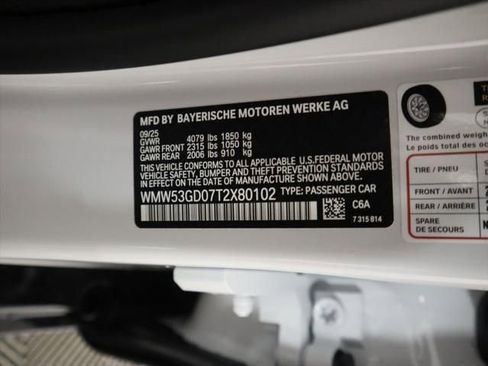 MFD BY BAYERISCHE MOTOREN WERKE AG
09/25
GVWR 4079 lbs 1850 kg
GAWR FRONT 2315 lbs 1050 kg
GAWR REAR 2006 lbs 910 kg
THIS VEHICLE CONFORMS TO ALL APPLICABLE U.S. FEDERAL MOTOR
VEHICLE SAFETY, BUMPER AND THEFT PREVENTION STANDARDS
IN EFFECT ON THE DATE OF MANUFACTURE SHOWN ABOVE.
WMW53GD07T2X80102 TYPE: PASSENGER CAR
C6A
7 315 814
The combined weight
Le poids total des oc
TIRE / PNEU
FRONT / AVANT
REAR / ARRIÈRE
SPARE
DE SECOURS